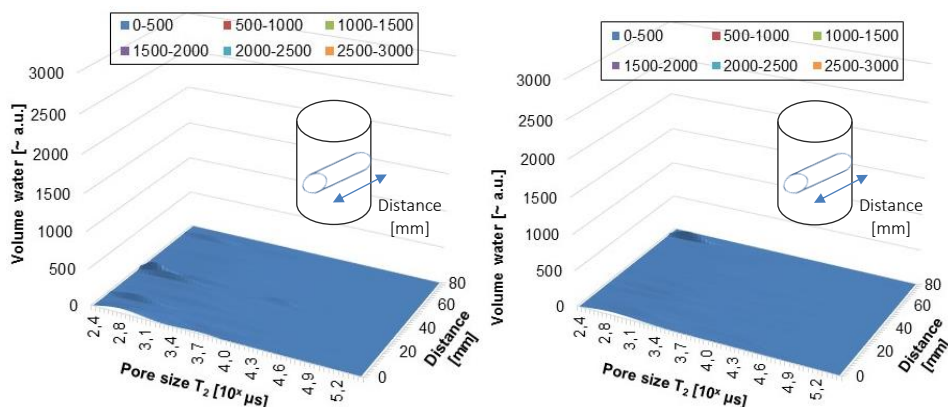 0-500 500-1000 1000-1500
1500-2000 2000-2500 2500-3000
3000
2500
2000
1500
1000
500
0
Volume water [~ a.u.]
2,4
2,8
3,1
3,4
3,7
4,0
4,3
4,6
4,9
5,2
Pore size T2 [10x µs]
0
20
40
60
80
Distance
[mm]
Distance
[mm]
0-500 500-1000 1000-1500
1500-2000 2000-2500 2500-3000
3000
2500
2000
1500
1000
500
0
Volume water [~ a.u.]
2,4
2,8
3,1
3,4
3,7
4,0
4,3
4,6
4,9
5,2
Pore size T2 [10x µs]
0
20
40
60
80
Distance
[mm]
Distance
[mm]